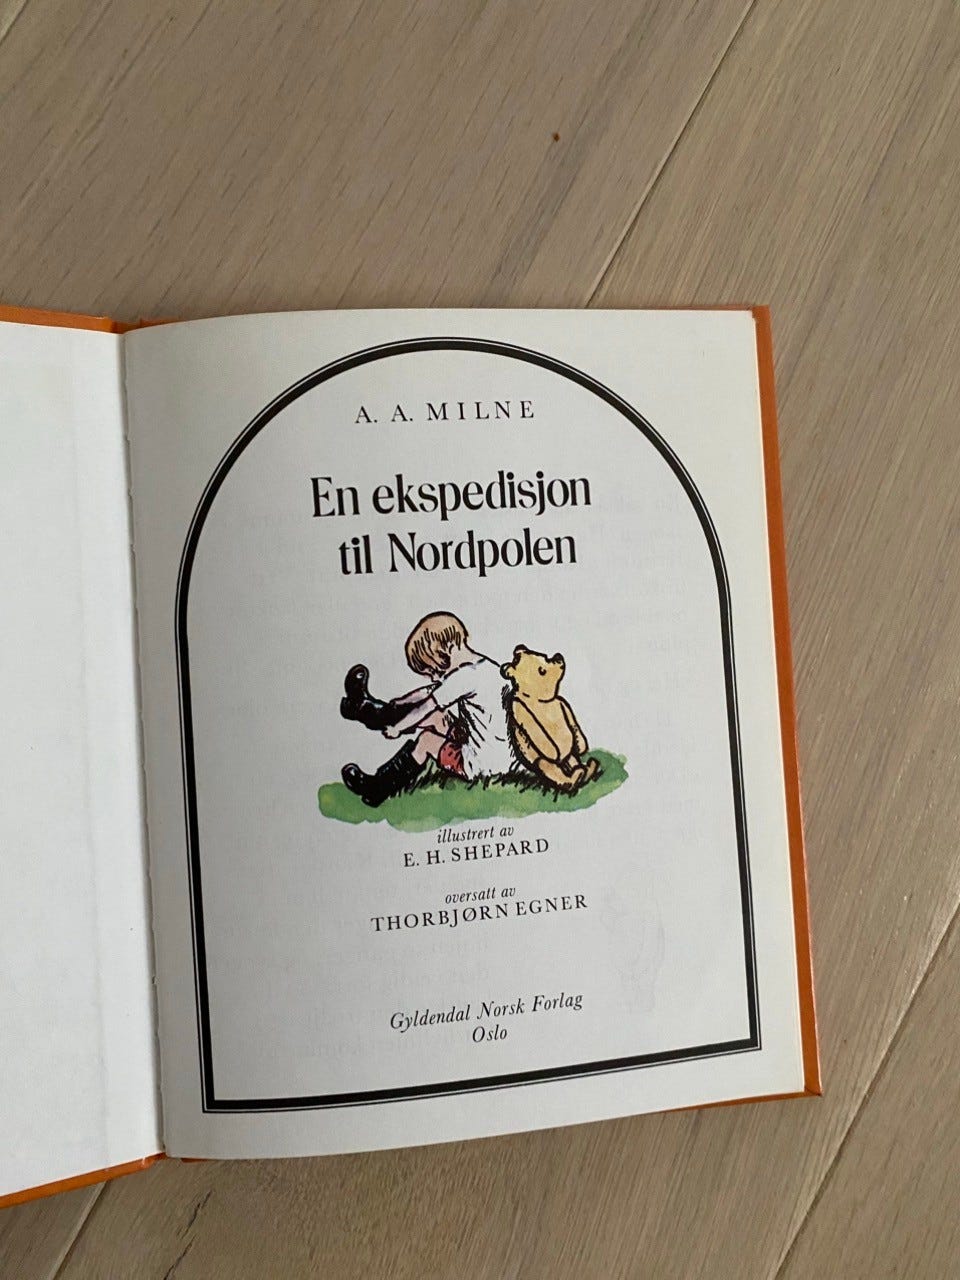 A. A. MILNE
En ekspedisjon
til Nordpolen
illustrert av
E. H. SHEPARD
oversatt av
THORBJØRN EGNER
Gyldendal Norsk Forlag
Oslo